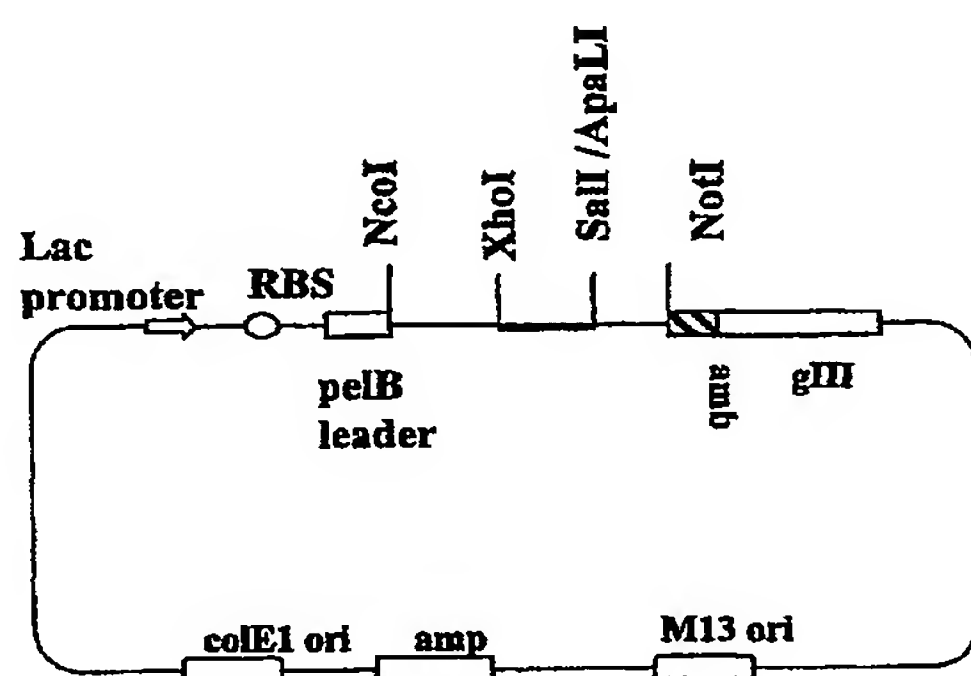 NcoI
XhoI
SalI /ApaLI
NotI
Lac
promoter
RBS
pelB
leader
amb
gIII
colE1 ori
amp
M13 ori